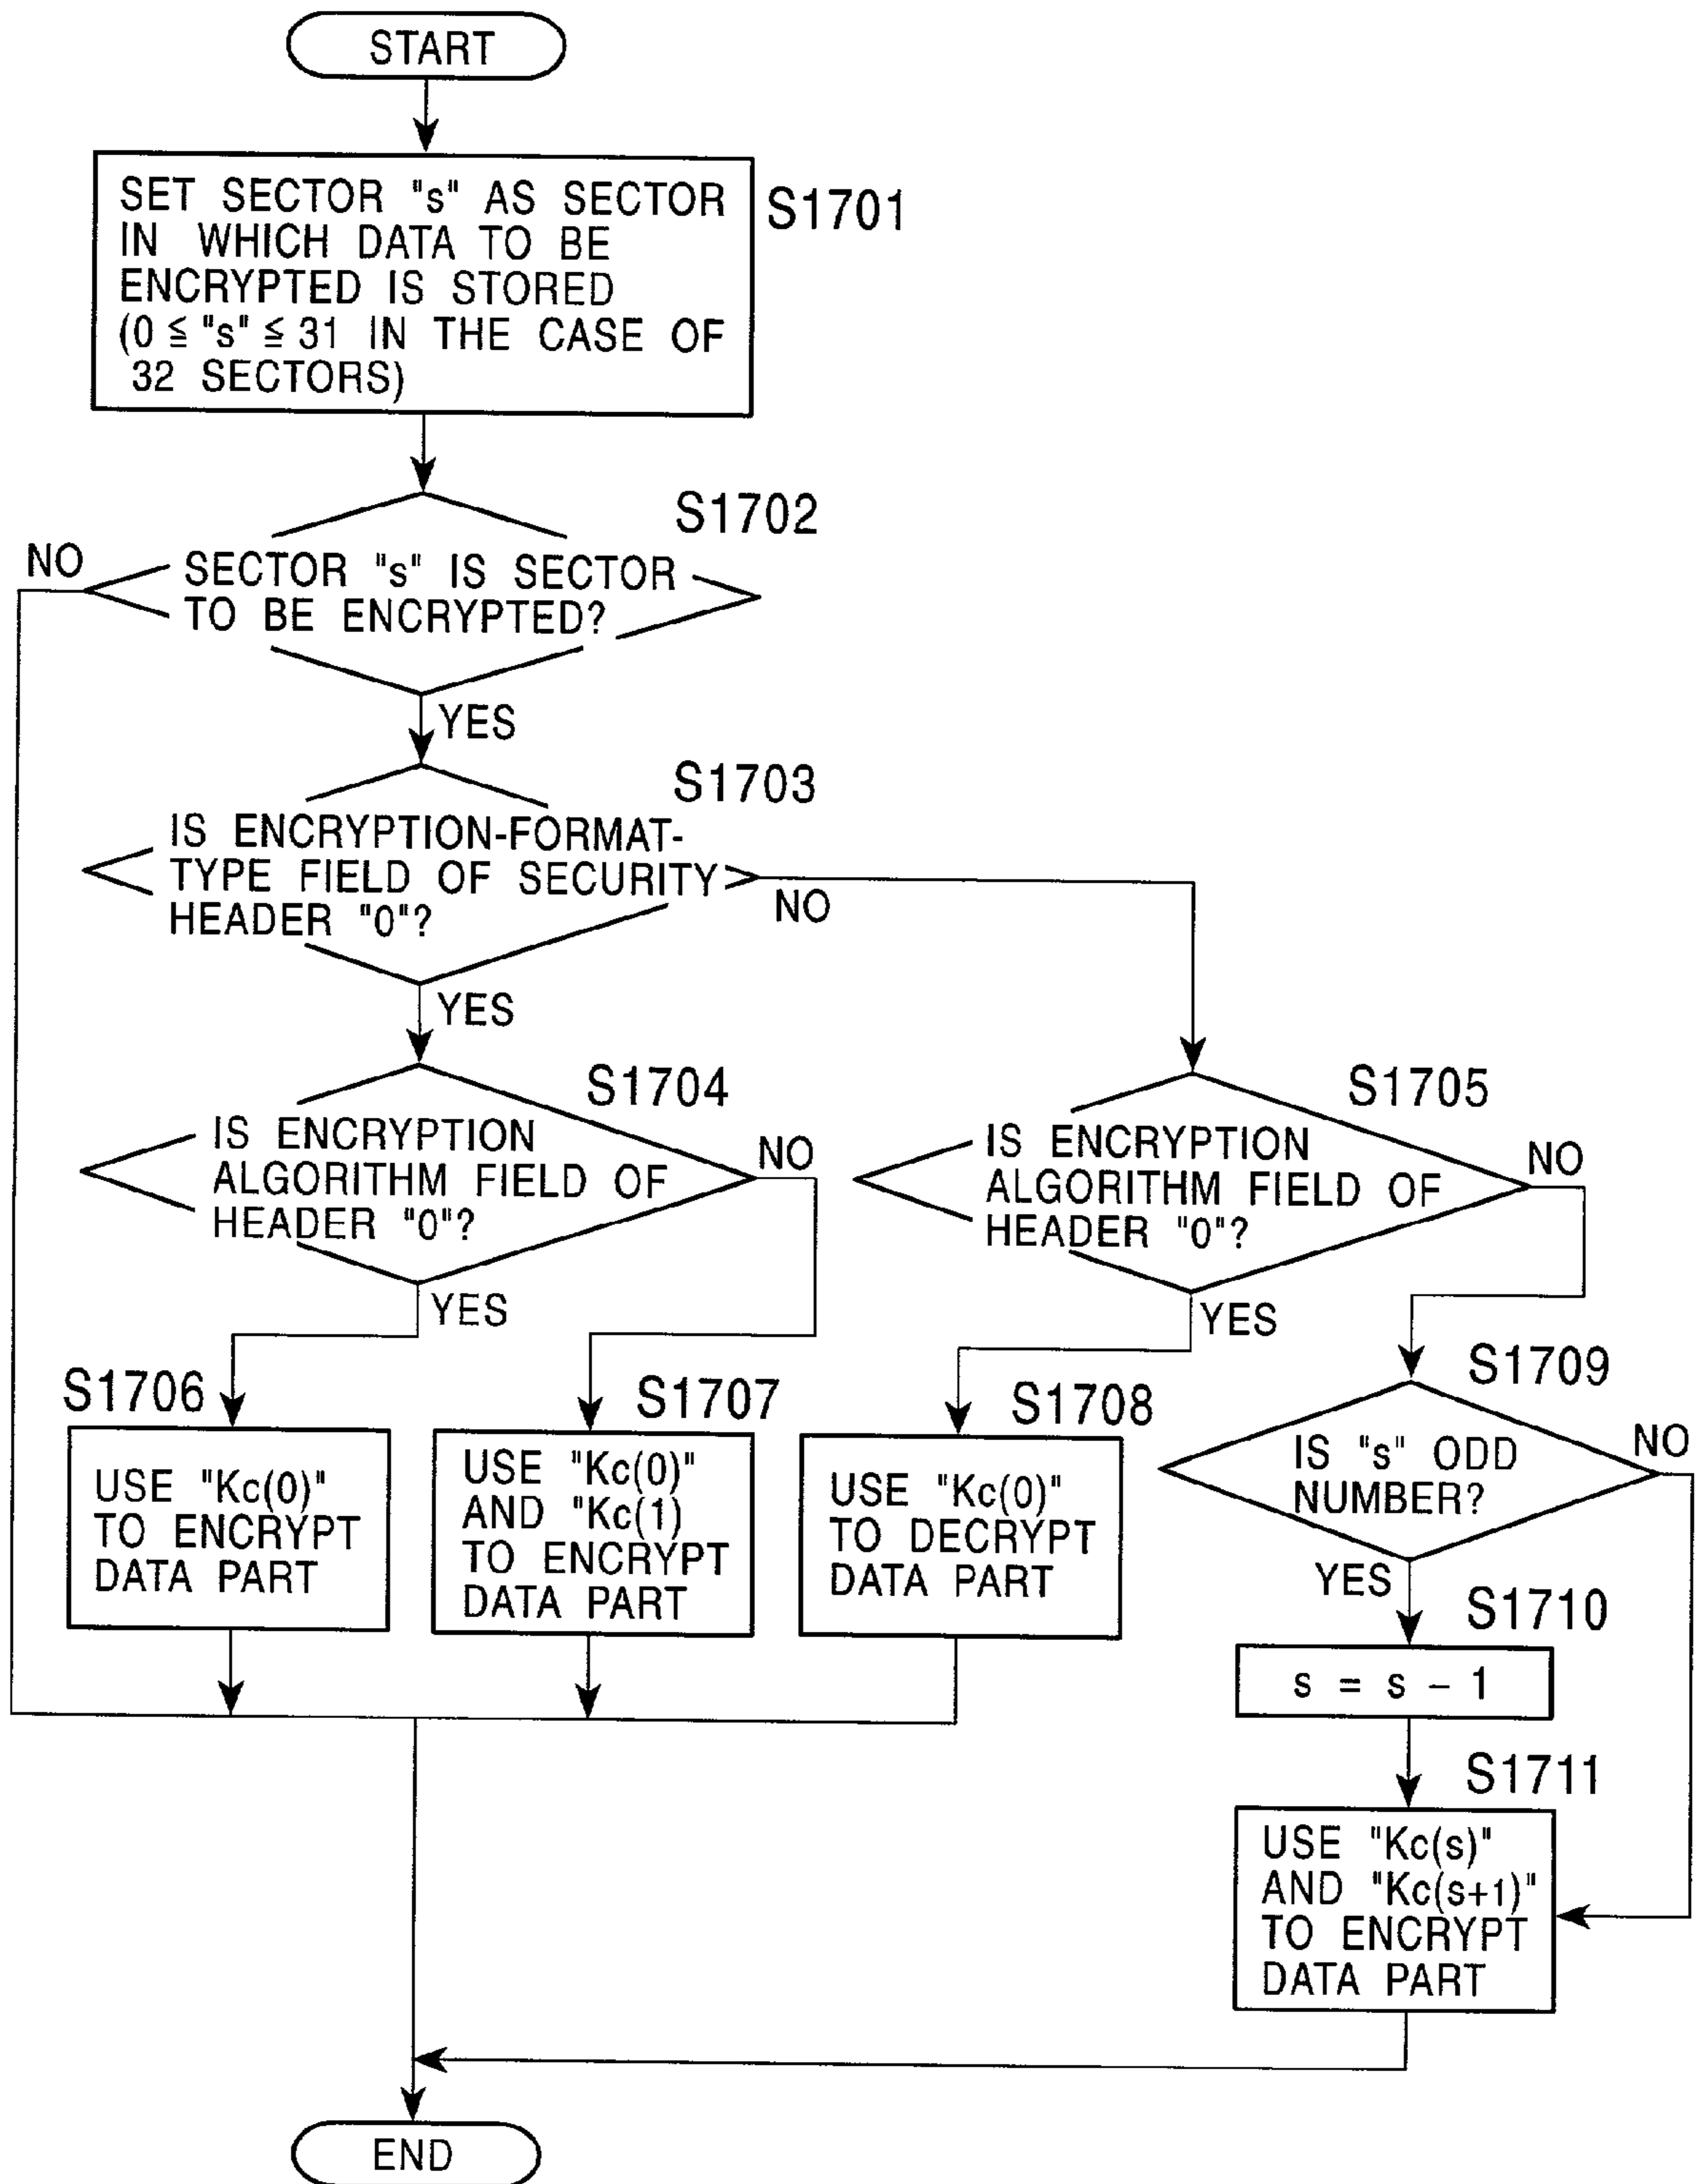 START
SET SECTOR "s" AS SECTOR
IN WHICH DATA TO BE
ENCRYPTED IS STORED
(0 ≦ "s" ≦ 31 IN THE CASE OF
32 SECTORS)
S1701
S1702
NO
SECTOR "s" IS SECTOR
TO BE ENCRYPTED?
YES
S1703
IS ENCRYPTION-FORMAT-
TYPE FIELD OF SECURITY
HEADER "0"?
NO
YES
S1704
IS ENCRYPTION
ALGORITHM FIELD OF
HEADER "0"?
NO
YES
S1705
IS ENCRYPTION
ALGORITHM FIELD OF
HEADER "0"?
NO
YES
S1706
USE "Kc(0)"
TO ENCRYPT
DATA PART
S1707
USE "Kc(0)"
AND "Kc(1)
TO ENCRYPT
DATA PART
S1708
USE "Kc(0)"
TO DECRYPT
DATA PART
S1709
IS "s" ODD
NUMBER?
NO
YES
S1710
s = s - 1
S1711
USE "Kc(s)"
AND "Kc(s+1)"
TO ENCRYPT
DATA PART
END